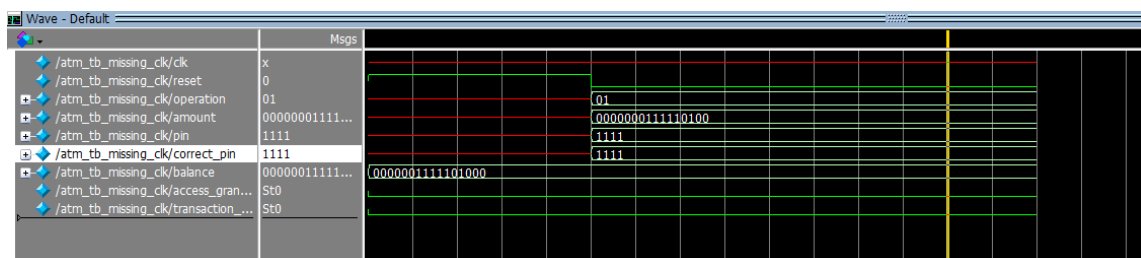 Wave - Default
Msgs
/atm_tb_missing_clk/clk x
/atm_tb_missing_clk/reset 0
/atm_tb_missing_clk/operation 01 01
/atm_tb_missing_clk/amount 00000001111... 0000000111110100
/atm_tb_missing_clk/pin 1111 1111
/atm_tb_missing_clk/correct_pin 1111 1111
/atm_tb_missing_clk/balance 00000011111... 0000001111101000
/atm_tb_missing_clk/access_gran... St0
/atm_tb_missing_clk/transaction_... St0